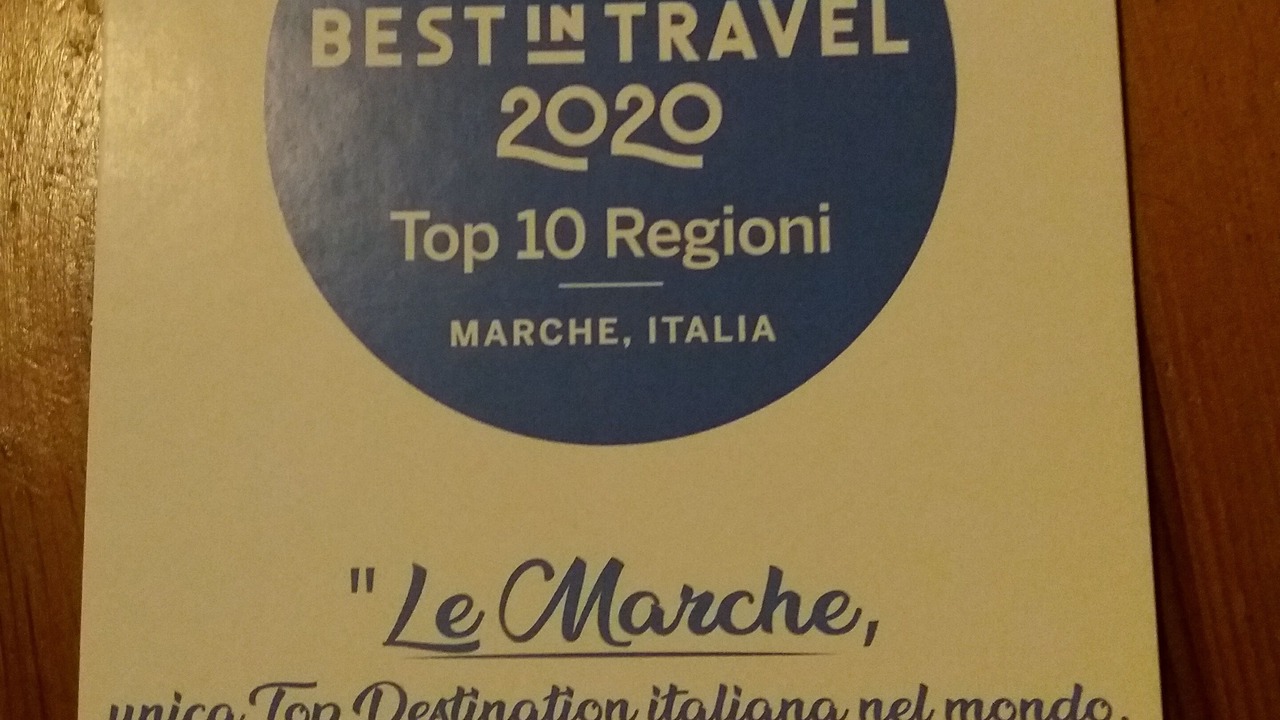 BEST IN TRAVEL
2020
Top 10 Regioni
MARCHE, ITALIA
"Le Marche,
unica Top Destination italiana nel mondo.